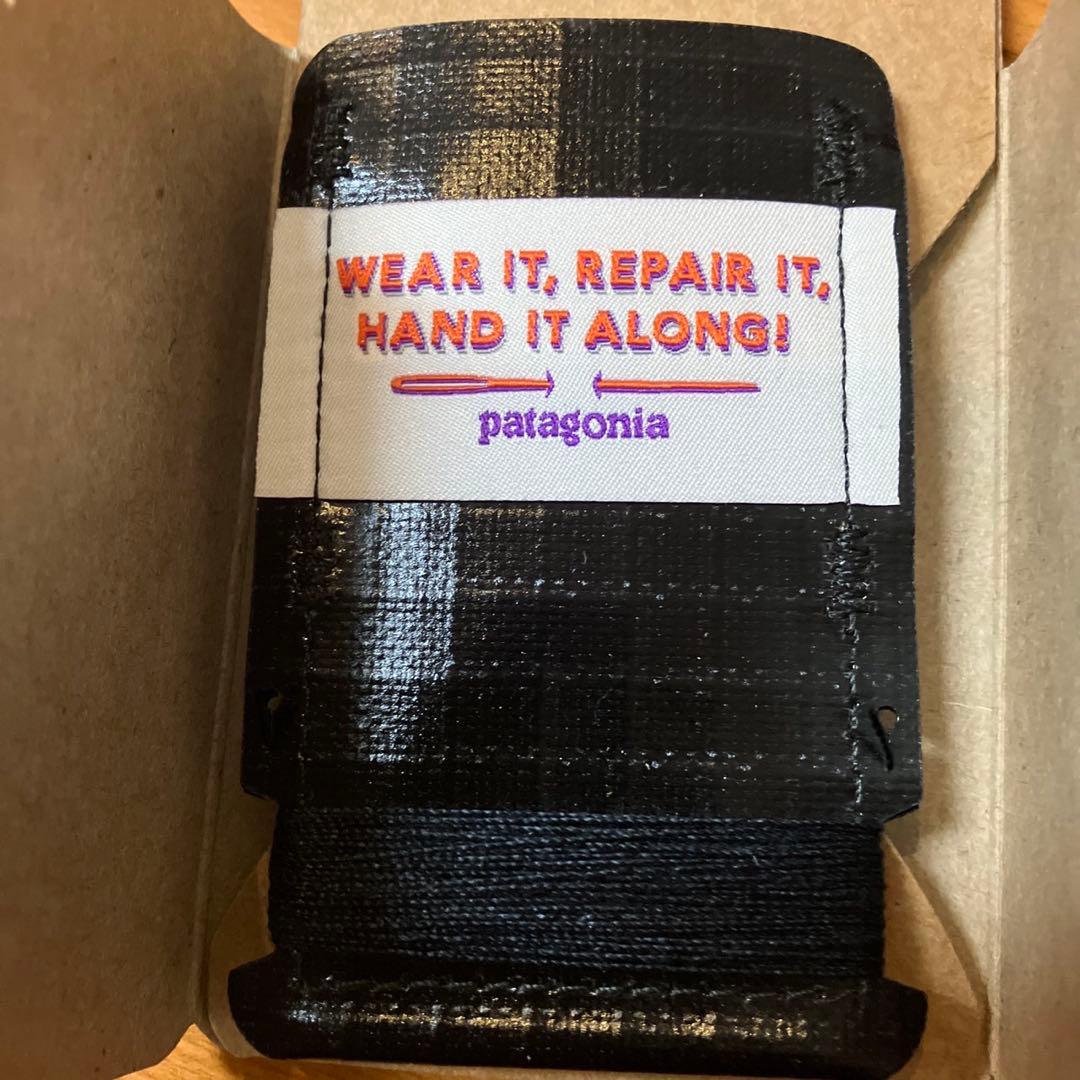 WEAR IT, REPAIR IT,
HAND IT ALONG!
patagonia